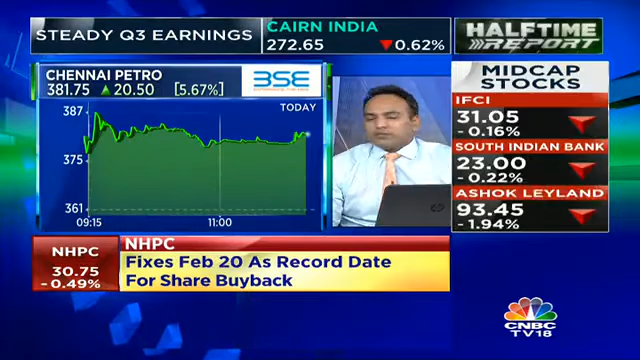 STEADY Q3 EARNINGS
CAIRN INDIA
272.65 0.62%
HALFTIME
REPORT
CHENNAI PETRO
381.75 20.50 [5.67%]
BSE
TODAY
387
375
361
09:15 11:00
MIDCAP
STOCKS
IFCI
31.05
-0.16%
SOUTH INDIAN BANK
23.00
-0.22%
ASHOK LEYLAND
93.45
-1.94%
NHPC
30.75
-0.49%
NHPC
Fixes Feb 20 As Record Date
For Share Buyback
CNBC
TV18